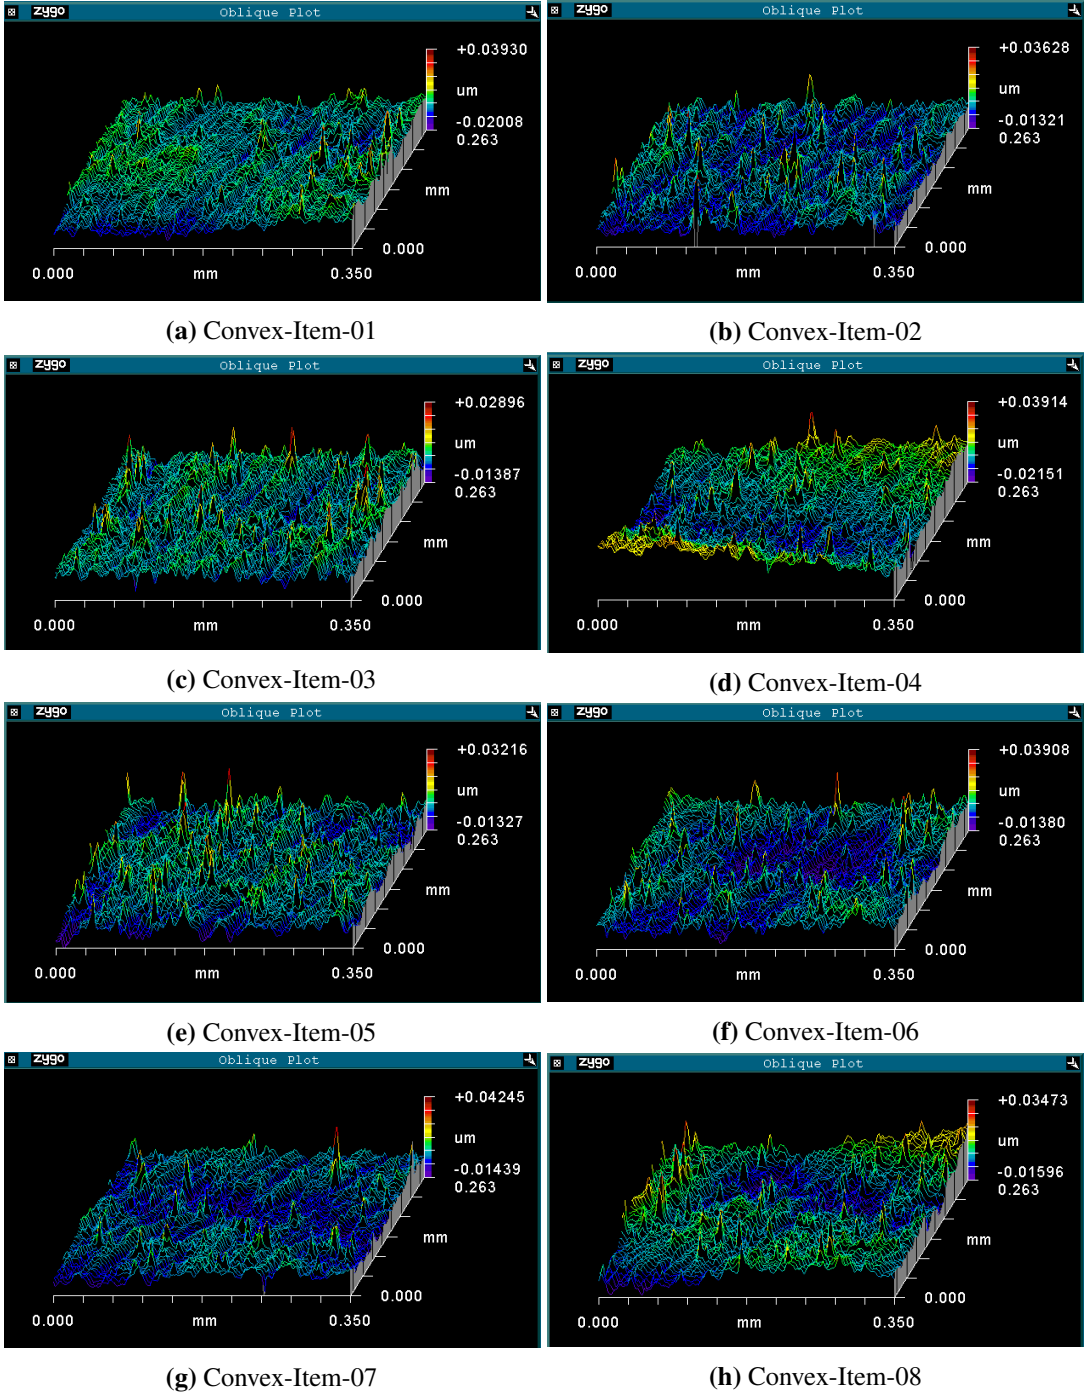 zygo Oblique Plot
+0.03930
um
-0.02008
0.263
mm
0.000
0.000 mm 0.350
(a) Convex-Item-01
zygo Oblique Plot
+0.03628
um
-0.01321
0.263
mm
0.000
0.000 mm 0.350
(b) Convex-Item-02
zygo Oblique Plot
+0.02896
um
-0.01387
0.263
mm
0.000
0.000 mm 0.350
(c) Convex-Item-03
zygo Oblique Plot
+0.03914
um
-0.02151
0.263
mm
0.000
0.000 mm 0.350
(d) Convex-Item-04
zygo Oblique Plot
+0.03216
um
-0.01327
0.263
mm
0.000
0.000 mm 0.350
(e) Convex-Item-05
zygo Oblique Plot
+0.03908
um
-0.01380
0.263
mm
0.000
0.000 mm 0.350
(f) Convex-Item-06
zygo Oblique Plot
+0.04245
um
-0.01439
0.263
mm
0.000
0.000 mm 0.350
(g) Convex-Item-07
zygo Oblique Plot
+0.03473
um
-0.01596
0.263
mm
0.000
0.000 mm 0.350
(h) Convex-Item-08